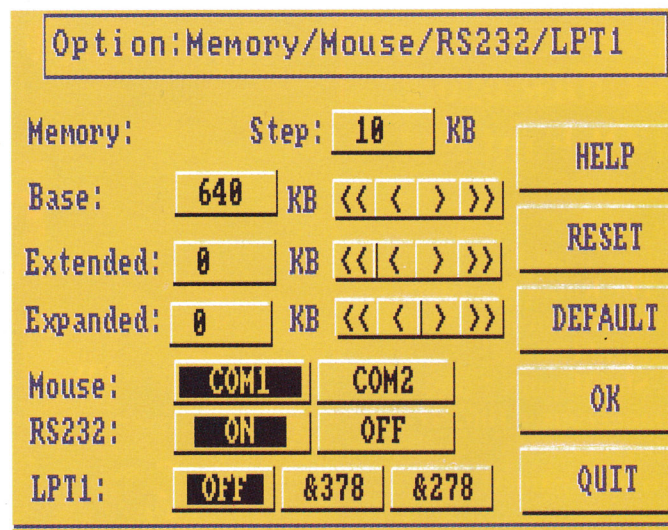 Option:Memory/Mouse/RS232/LPT1
Memory: Step: 10 KB
Base: 640 KB << < > >>
Extended: 0 KB << < > >>
Expanded: 0 KB << < > >>
Mouse: COM1 COM2
RS232: ON OFF
LPT1: OFF &378 &278
HELP
RESET
DEFAULT
OK
QUIT